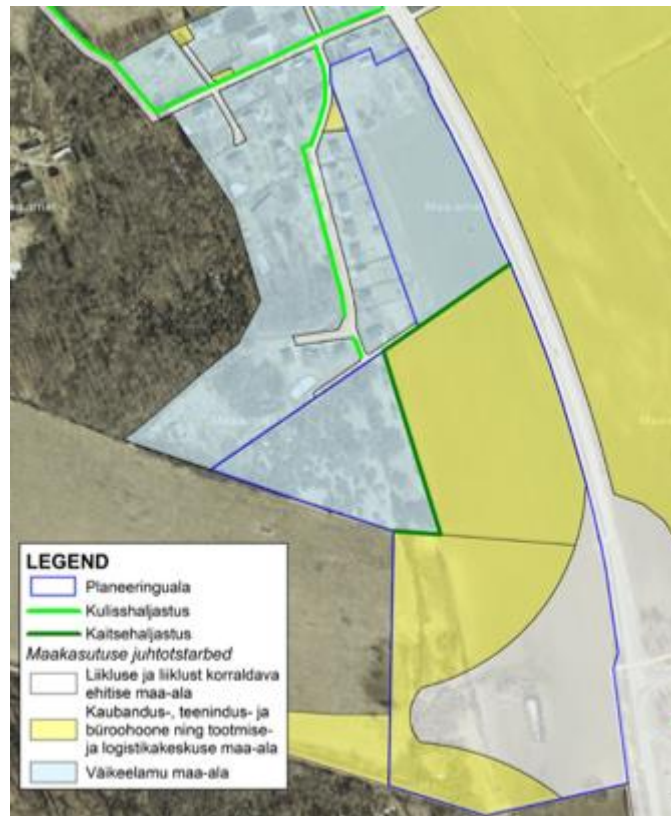 LEGEND
Planeeringuala
Kulisshaljastus
Kaitsehaljastus
Maakasutuse juhtotstarbed
Liikluse ja liiklust korraldava
ehitise maa-ala
Kaubandus-, teenindus- ja
büroohoone ning tootmise-
ja logistikakeskuse maa-ala
Väikeelamu maa-ala